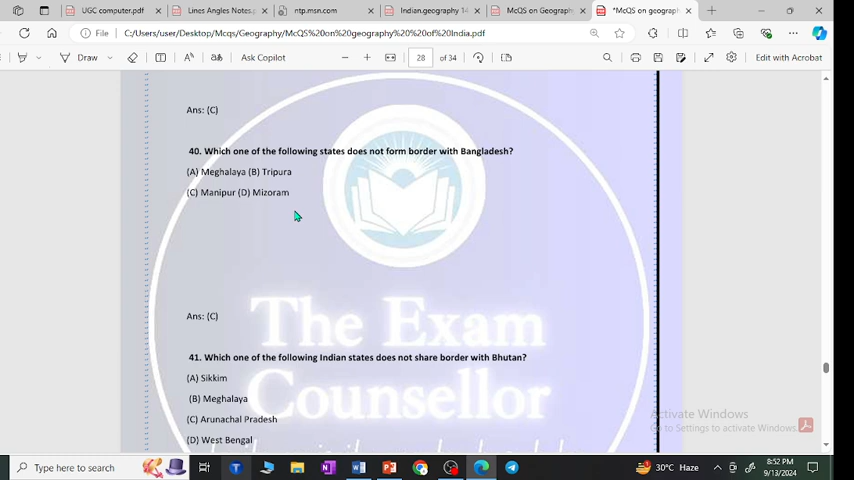 UGC computer.pdf
Lines Angles Notes.p
ntp.msn.com
Indian.geography 14
McQS on Geograph
*McQS on geograph
File
C:/Users/user/Desktop/Mcqs/Geography/McQS%20on%20geography%20%20of%20India.pdf
Draw
Ask Copilot
28 of 34
Edit with Acrobat
Ans: (C)
40. Which one of the following states does not form border with Bangladesh?
(A) Meghalaya (B) Tripura
(C) Manipur (D) Mizoram
The Exam
Counsellor
Ans: (C)
41. Which one of the following Indian states does not share border with Bhutan?
(A) Sikkim
(B) Meghalaya
(C) Arunachal Pradesh
(D) West Bengal
Activate Windows
Go to Settings to activate Windows.
Type here to search
30°C Haze
8:52 PM
9/13/2024